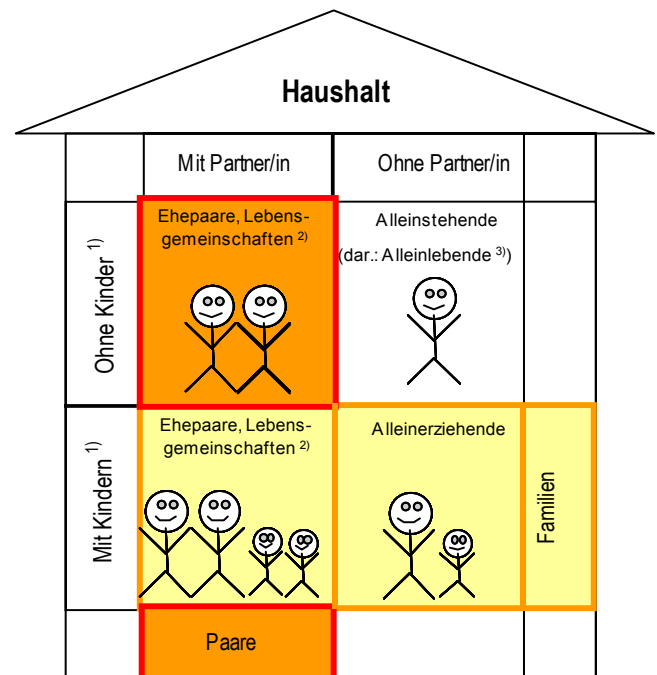 Haushalt
Mit Partner/in
Ohne Partner/in
Ohne Kinder 1)
Ehepaare, Lebens-
gemeinschaften 2)
Alleinstehende
(dar.: Alleinlebende 3))
Mit Kindern 1)
Ehepaare, Lebens-
gemeinschaften 2)
Alleinerziehende
Familien
Paare